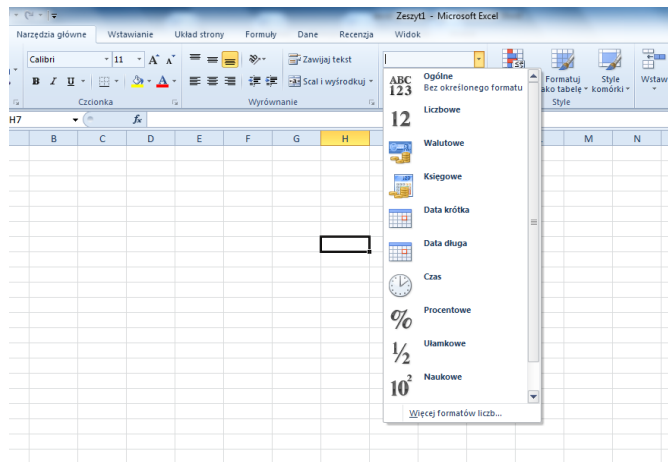 Zeszyt1 - Microsoft Excel
Narzędzia główne Wstawianie Układ strony Formuły Dane Recenzja Widok
Calibri 11 A A Zawijaj tekst
B I U A Scal i wyśrodkuj
Formatuj Style Wstaw
ako tabelę komórki
Czcionka Wyrównanie Style
H7 fx
B C D E F G H M N
ABC
123
Ogólne
Bez określonego formatu
12 Liczbowe
Walutowe
Księgowe
Data krótka
Data długa
Czas
% Procentowe
½ Ułamkowe
10² Naukowe
Więcej formatów liczb...